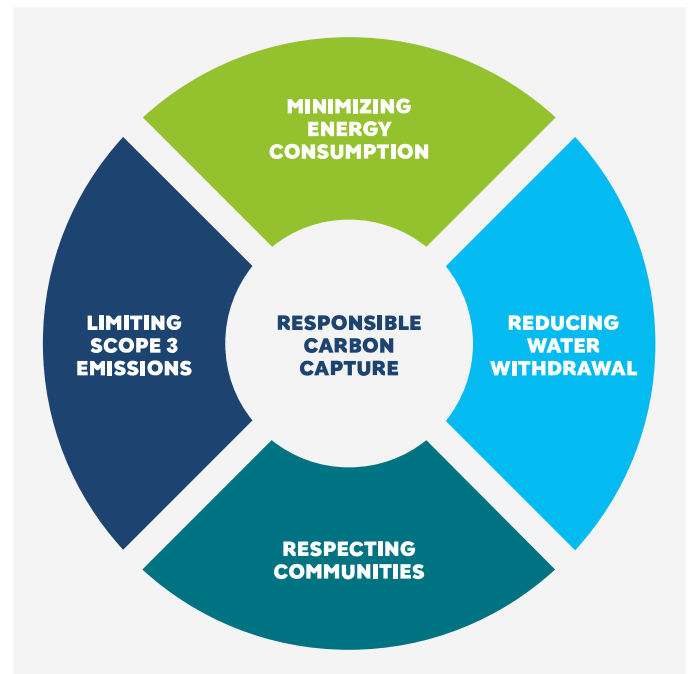 MINIMIZING
ENERGY
CONSUMPTION
LIMITING
SCOPE 3
EMISSIONS
RESPONSIBLE
CARBON
CAPTURE
REDUCING
WATER
WITHDRAWAL
RESPECTING
COMMUNITIES